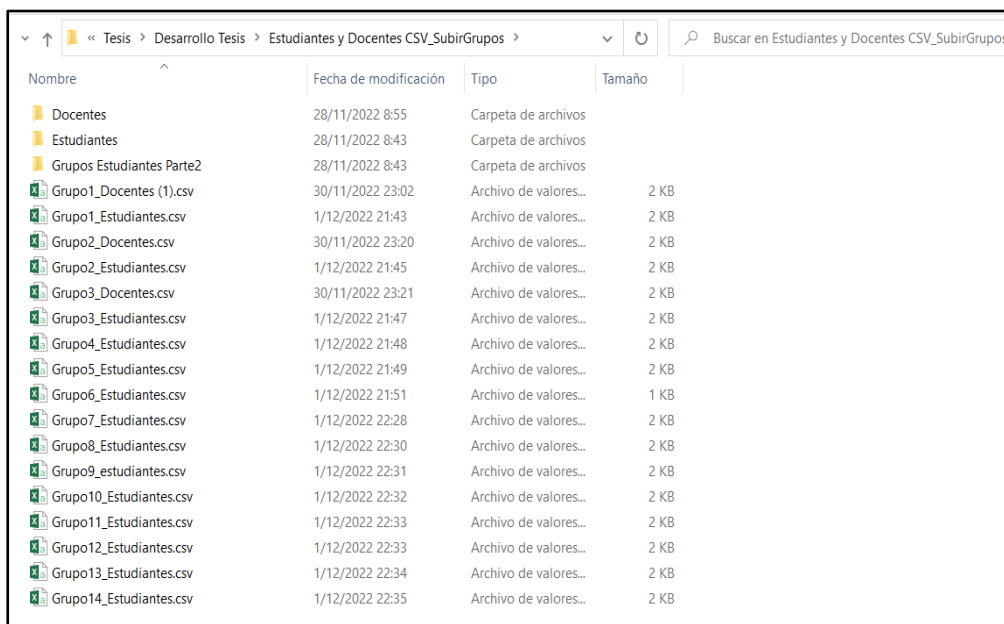 « Tesis > Desarrollo Tesis > Estudiantes y Docentes CSV_SubirGrupos > Buscar en Estudiantes y Docentes CSV_SubirGrupos
Nombre Fecha de modificación Tipo Tamaño
Docentes 28/11/2022 8:55 Carpeta de archivos
Estudiantes 28/11/2022 8:43 Carpeta de archivos
Grupos Estudiantes Parte2 28/11/2022 8:43 Carpeta de archivos
Grupo1_Docentes (1).csv 30/11/2022 23:02 Archivo de valores... 2 KB
Grupo1_Estudiantes.csv 1/12/2022 21:43 Archivo de valores... 2 KB
Grupo2_Docentes.csv 30/11/2022 23:20 Archivo de valores... 2 KB
Grupo2_Estudiantes.csv 1/12/2022 21:45 Archivo de valores... 2 KB
Grupo3_Docentes.csv 30/11/2022 23:21 Archivo de valores... 2 KB
Grupo3_Estudiantes.csv 1/12/2022 21:47 Archivo de valores... 2 KB
Grupo4_Estudiantes.csv 1/12/2022 21:48 Archivo de valores... 2 KB
Grupo5_Estudiantes.csv 1/12/2022 21:49 Archivo de valores... 2 KB
Grupo6_Estudiantes.csv 1/12/2022 21:51 Archivo de valores... 1 KB
Grupo7_Estudiantes.csv 1/12/2022 22:28 Archivo de valores... 2 KB
Grupo8_Estudiantes.csv 1/12/2022 22:30 Archivo de valores... 2 KB
Grupo9_estudiantes.csv 1/12/2022 22:31 Archivo de valores... 2 KB
Grupo10_Estudiantes.csv 1/12/2022 22:32 Archivo de valores... 2 KB
Grupo11_Estudiantes.csv 1/12/2022 22:33 Archivo de valores... 2 KB
Grupo12_Estudiantes.csv 1/12/2022 22:33 Archivo de valores... 2 KB
Grupo13_Estudiantes.csv 1/12/2022 22:34 Archivo de valores... 2 KB
Grupo14_Estudiantes.csv 1/12/2022 22:35 Archivo de valores... 2 KB